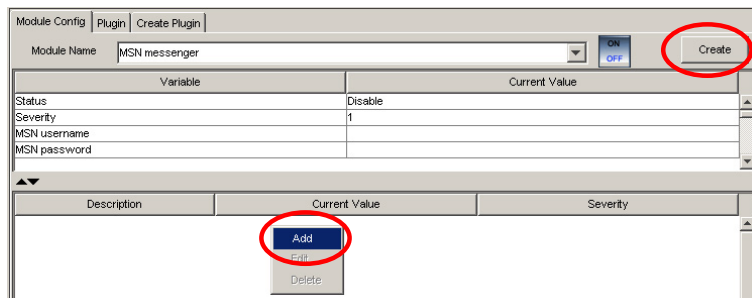 Module Config Plugin Create Plugin
Module Name MSN messenger ON OFF Create
Variable Current Value
Status Disable
Severity 1
MSN username
MSN password
Description Current Value Severity
Add
Edit
Delete